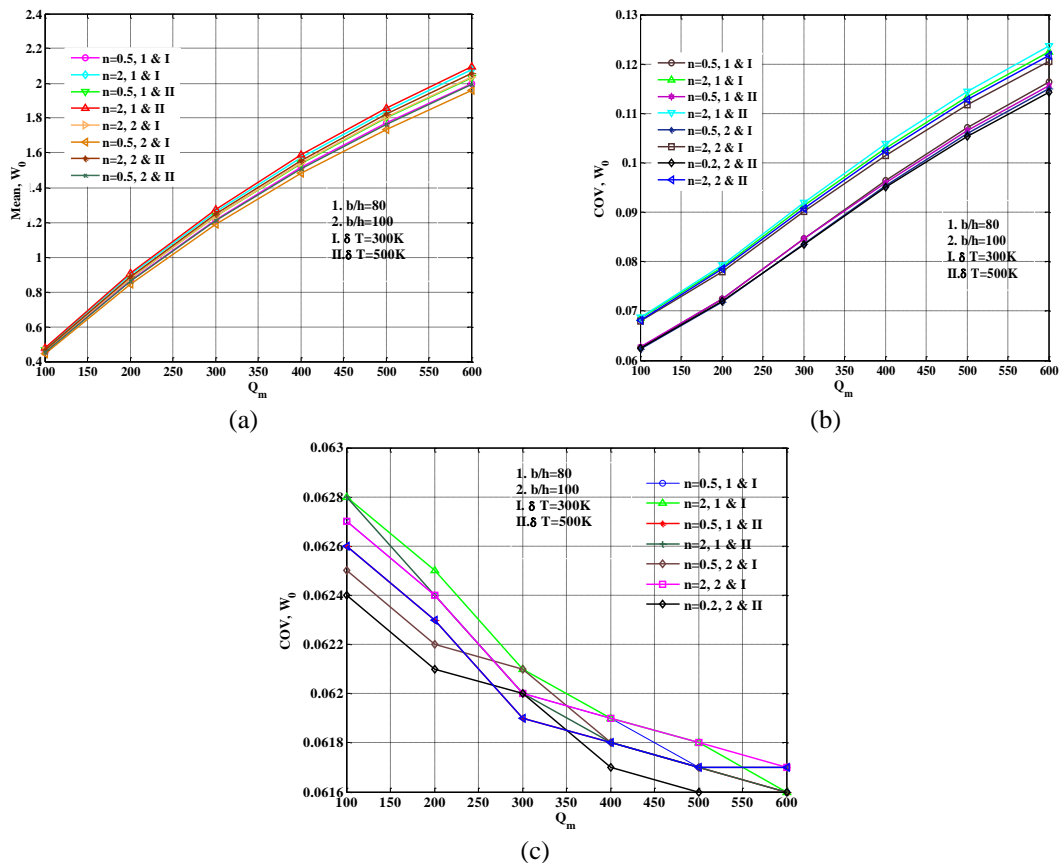 2.4
2.2
2
1.8
1.6
1.4
1.2
1
0.8
0.6
0.4
Mean, W0
n=0.5, 1 & I
n=2, 1 & I
n=0.5, 1 & II
n=2, 1 & II
n=2, 2 & I
n=0.5, 2 & I
n=2, 2 & II
n=0.5, 2 & II
1. b/h=80
2. b/h=100
I. δ T=300K
II.δ T=500K
100 150 200 250 300 350 400 450 500 550 600
Qm
(a)
0.13
0.12
0.11
0.1
0.09
0.08
0.07
0.06
COV, W0
n=0.5, 1 & I
n=2, 1 & I
n=0.5, 1 & II
n=2, 1 & II
n=0.5, 2 & I
n=2, 2 & I
n=0.2, 2 & II
n=2, 2 & II
1. b/h=80
2. b/h=100
I. δ T=300K
II.δ T=500K
100 150 200 250 300 350 400 450 500 550 600
Qm
(b)
0.063
0.0628
0.0626
0.0624
0.0622
0.062
0.0618
0.0616
COV, W0
1. b/h=80
2. b/h=100
I. δ T=300K
II.δ T=500K
n=0.5, 1 & I
n=2, 1 & I
n=0.5, 1 & II
n=2, 1 & II
n=0.5, 2 & I
n=2, 2 & I
n=0.2, 2 & II
100 150 200 250 300 350 400 450 500 550 600
Qm
(c)